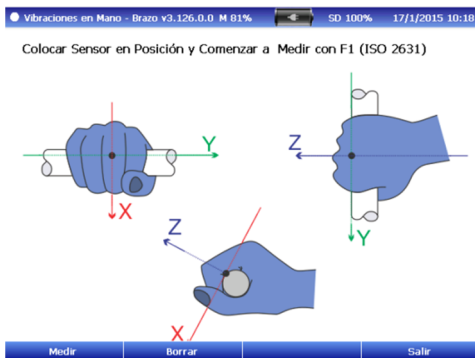 Vibraciones en Mano - Brazo v3.126.0.0 M 81% SD 100% 17/1/2015 10:18
Colocar Sensor en Posición y Comenzar a Medir con F1 (ISO 2631)
Y
X
Z
Y
Z
X
Medir Borrar Salir